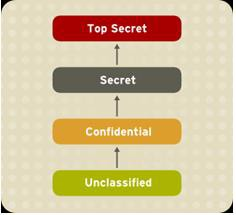 Top Secret
Secret
Confidential
Unclassified